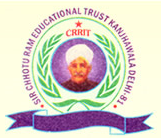 SIR CHHOTU RAM EDUCATIONAL TRUST KANJHAWALA DELHI-81
CRRIT